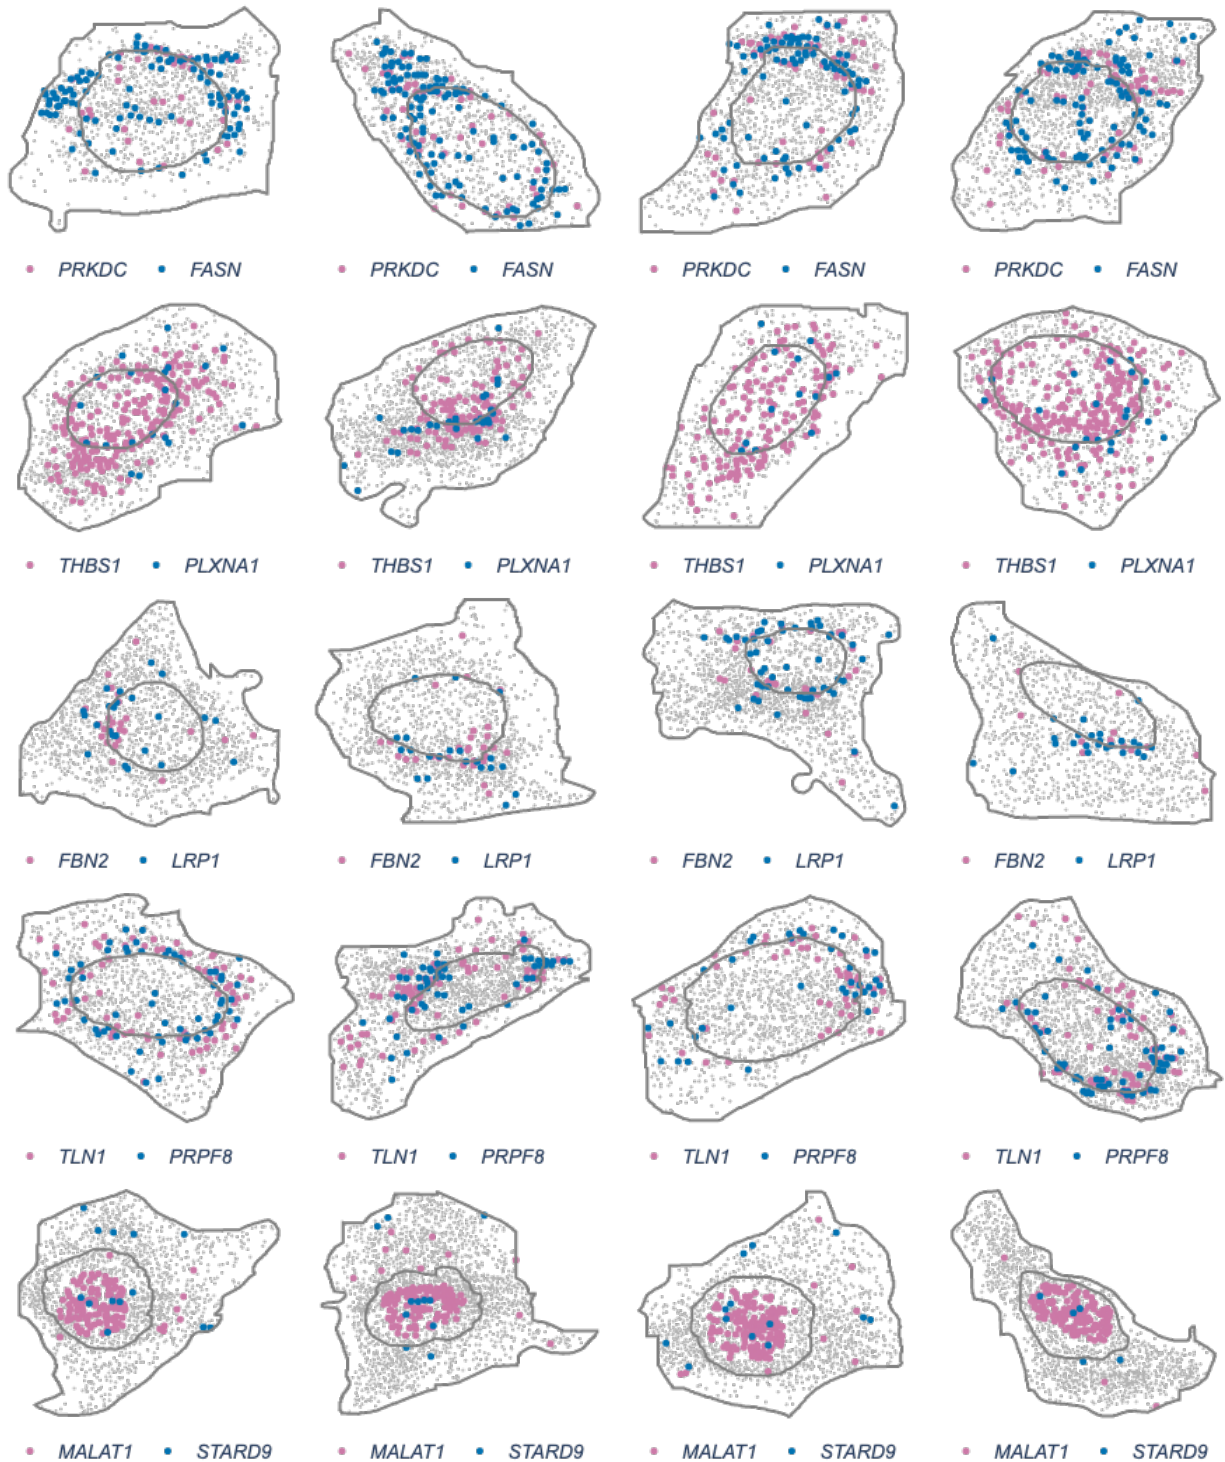 PRKDC FASN PRKDC FASN PRKDC FASN PRKDC FASN
THBS1 PLXNA1 THBS1 PLXNA1 THBS1 PLXNA1 THBS1 PLXNA1
FBN2 LRP1 FBN2 LRP1 FBN2 LRP1 FBN2 LRP1
TLN1 PRPF8 TLN1 PRPF8 TLN1 PRPF8 TLN1 PRPF8
MALAT1 STARD9 MALAT1 STARD9 MALAT1 STARD9 MALAT1 STARD9